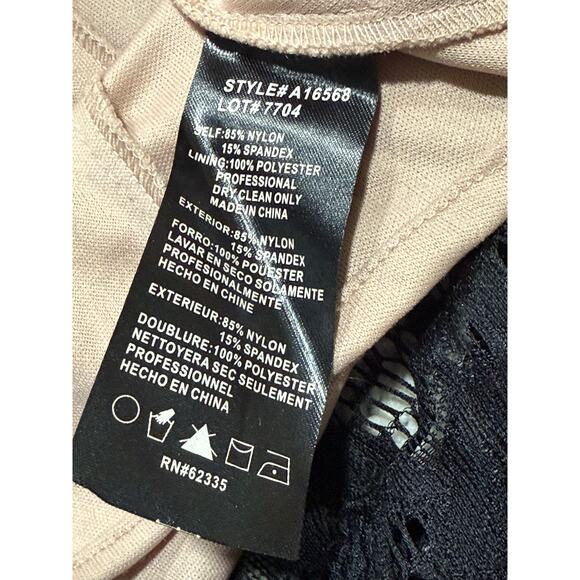 STYLE# A16568
LOT# 7704
SELF:85% NYLON
15% SPANDEX
LINING:100% POLYESTER
PROFESSIONAL
DRY CLEAN ONLY
MADE IN CHINA
EXTERIOR:85% NYLON
15% SPANDEX
FORRO:100% POUESTER
LAVAR EN SECO SOLAMENTE
PROFESIONALMENTE
HECHO EN CHINE
EXTERIEUR:85% NYLON
15% SPANDEX
DOUBLURE:100% POLYESTER
NETTOYERA SEC SEULEMENT
PROFESSIONNEL
HECHO EN CHINA
RN#62335